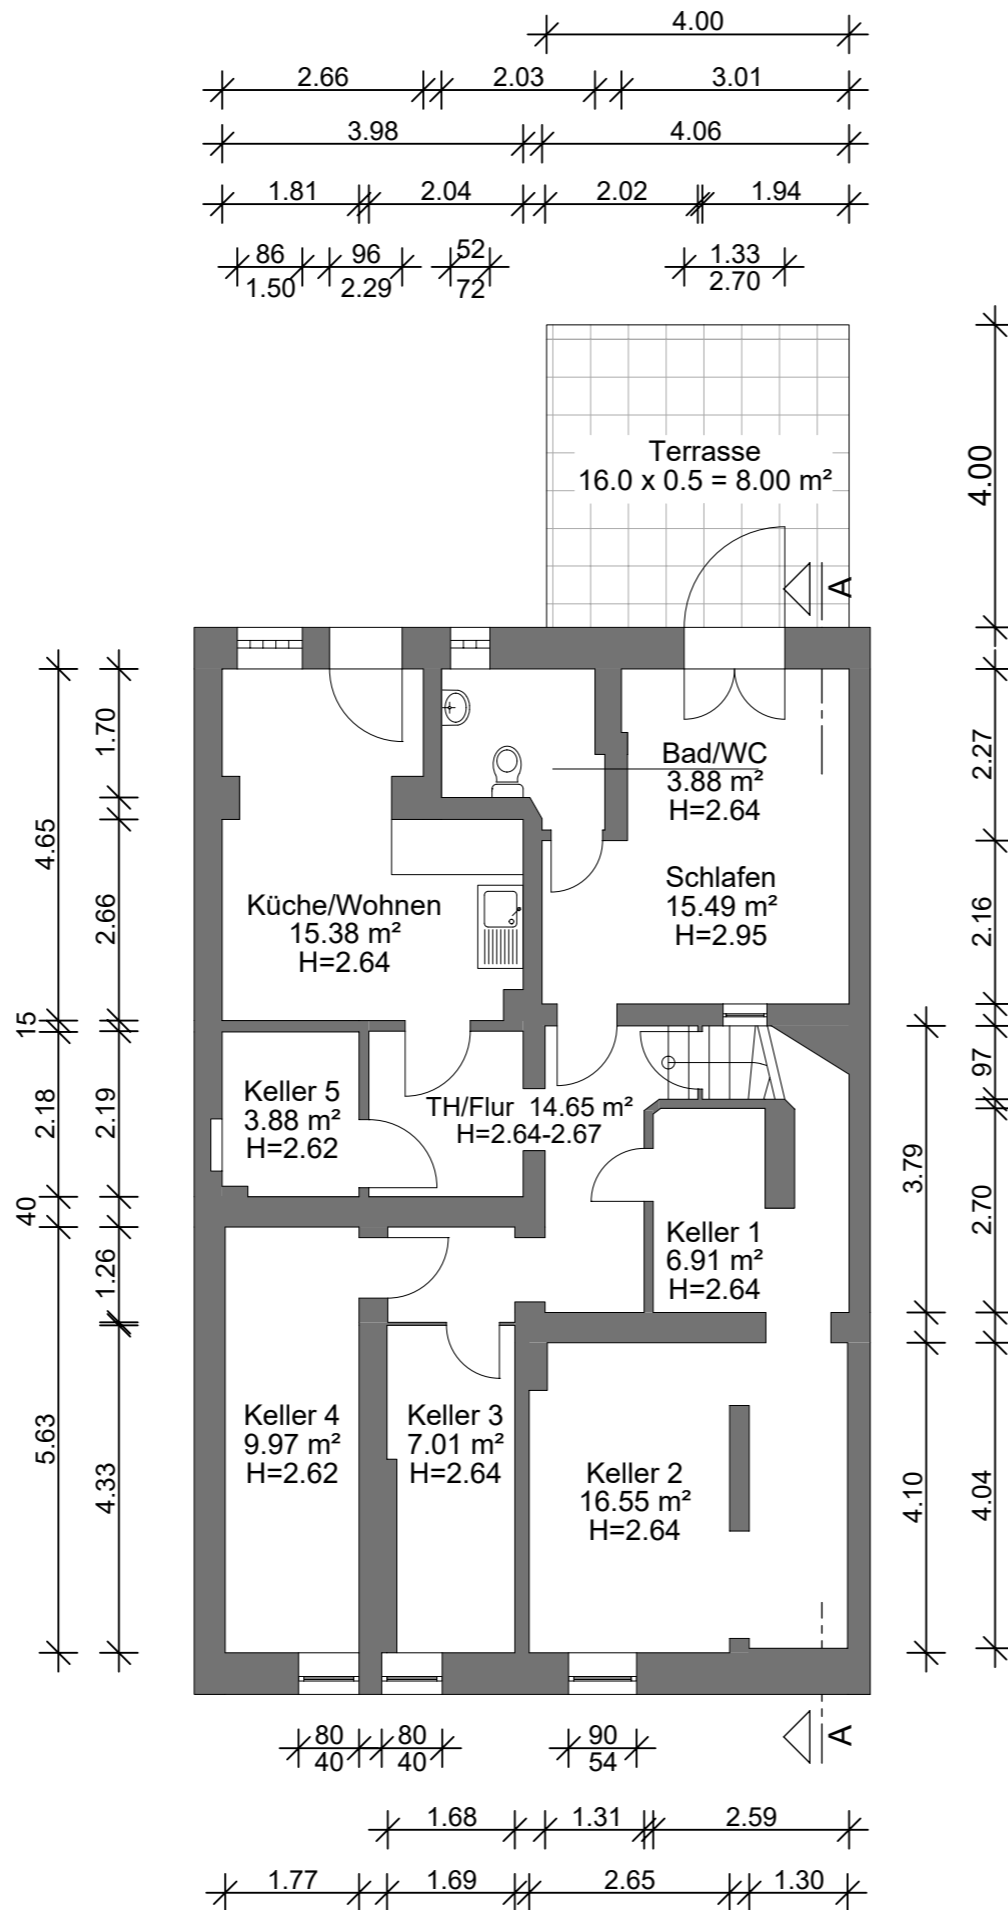 4.00
2.66 2.03 3.01
3.98 4.06
1.81 2.04 2.02 1.94
86 96 52 1.33
1.50 2.29 72 2.70
Terrasse
16.0 x 0.5 = 8.00 m²
4.00
A
1.70
2.27
Bad/WC
3.88 m²
H=2.64
4.65
2.66
Schlafen
15.49 m²
H=2.95
2.16
Küche/Wohnen
15.38 m²
H=2.64
15
97
2.18
2.19
Keller 5
3.88 m²
H=2.62
TH/Flur 14.65 m²
H=2.64-2.67
3.79
2.70
40
1.26
Keller 1
6.91 m²
H=2.64
5.63
4.33
Keller 4
9.97 m²
H=2.62
Keller 3
7.01 m²
H=2.64
Keller 2
16.55 m²
H=2.64
4.10
4.04
A
80 80 90
40 40 54
1.68 1.31 2.59
1.77 1.69 2.65 1.30